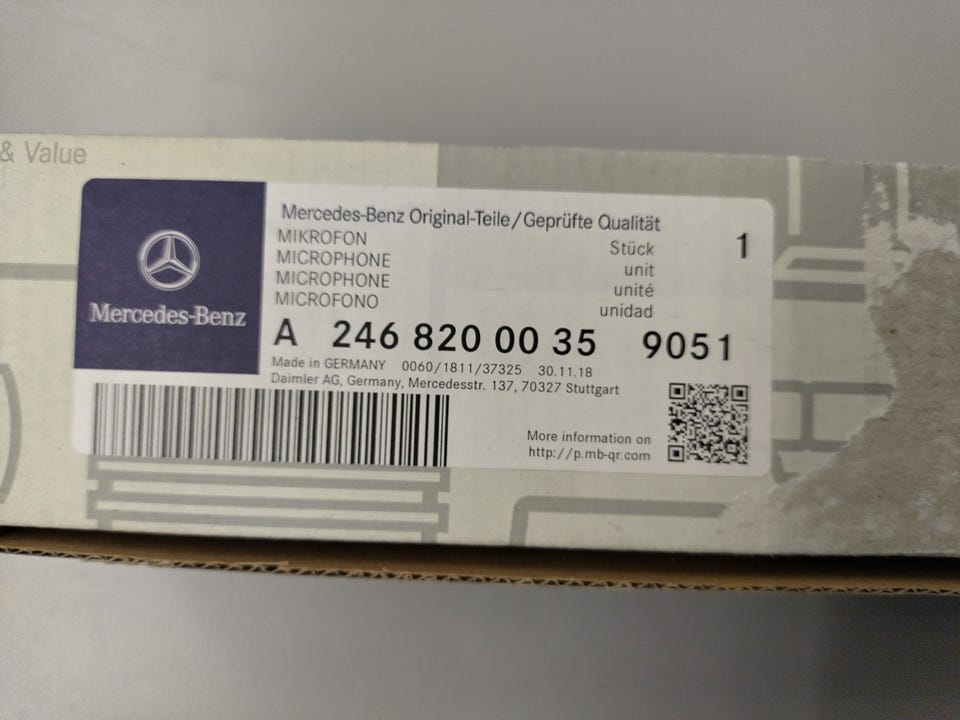 & Value
Mercedes-Benz
Mercedes-Benz Original-Teile/Geprüfte Qualität
MIKROFON Stück 1
MICROPHONE unit
MICROPHONE unité
MICROFONO unidad
A 246 820 00 35 9051
Made in GERMANY 0060/1811/37325 30.11.18
Daimler AG, Germany, Mercedesstr. 137, 70327 Stuttgart
More information on
http://p.mb-qr.com